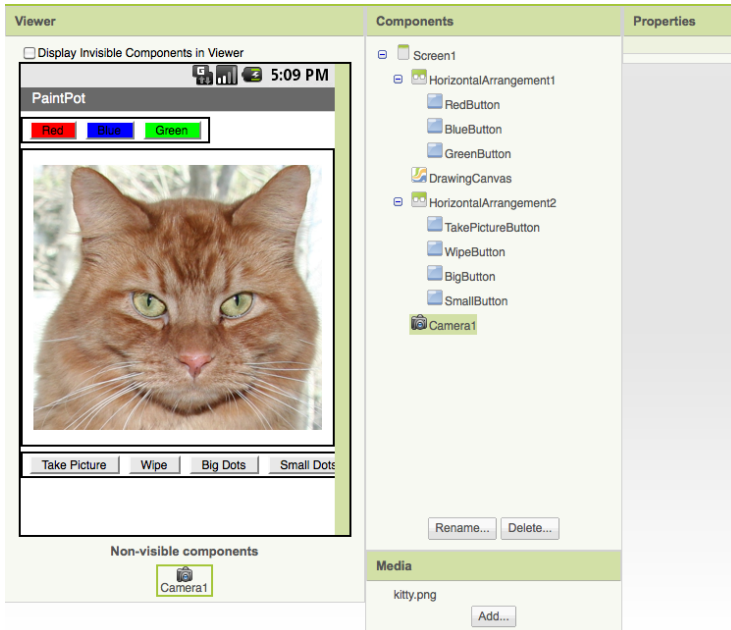 Viewer
Display Invisible Components in Viewer
5:09 PM
PaintPot
Red Blue Green
Take Picture Wipe Big Dots Small Dots
Non-visible components
Camera1
Components
Screen1
HorizontalArrangement1
RedButton
BlueButton
GreenButton
DrawingCanvas
HorizontalArrangement2
TakePictureButton
WipeButton
BigButton
SmallButton
Camera1
Rename... Delete...
Media
kitty.png
Add...
Properties